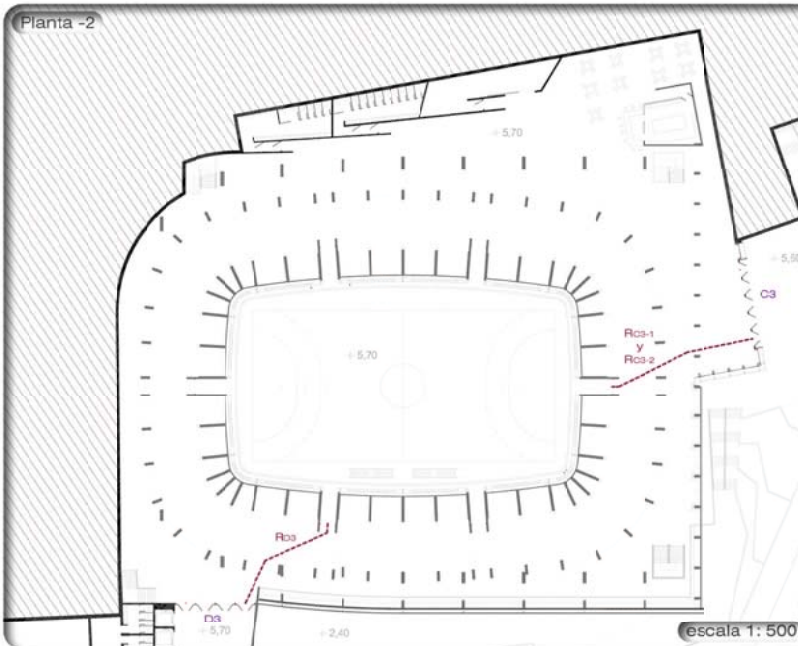 Planta -2
+5,70
+5,50
C3
RC3-1
y
RC3-2
+5,70
RD3
D3
+5,70
+2,40
escala 1: 500